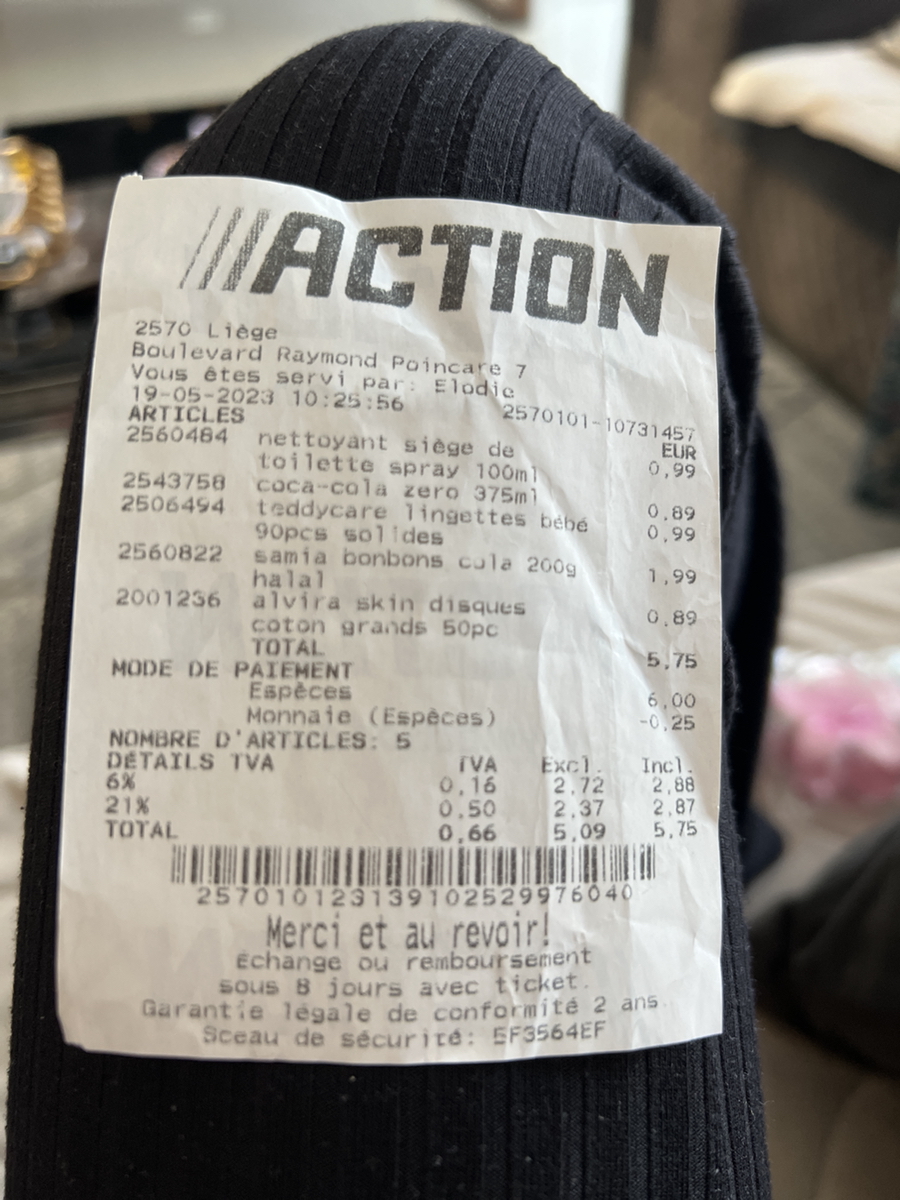 ///ACTION
2570 Liège
Boulevard Raymond Poincare 7
Vous êtes servi par: Elodie
19-05-2023 10:25:56 2570101-10731457
ARTICLES EUR
2560484 nettoyant siège de
toilette spray 100ml 0,99
2543758 coca-cola zero 375ml 0,89
2506494 teddycare lingettes bébé
90pcs solides 0,99
2560822 samia bonbons cola 200g
halal 1,99
2001236 alvira skin disques
coton grands 50pc 0,89
TOTAL 5,75
MODE DE PAIEMENT
Espèces 6,00
Monnaie (Espèces) -0,25
NOMBRE D'ARTICLES: 5
DÉTAILS TVA TVA Excl. Incl.
6% 0,16 2,72 2,88
21% 0,50 2,37 2,87
TOTAL 0,66 5,09 5,75
257010123139102529976040
Merci et au revoir!
Échange ou remboursement
sous 8 jours avec ticket.
Garantie légale de conformité 2 ans.
Sceau de sécurité: 5F3564EF